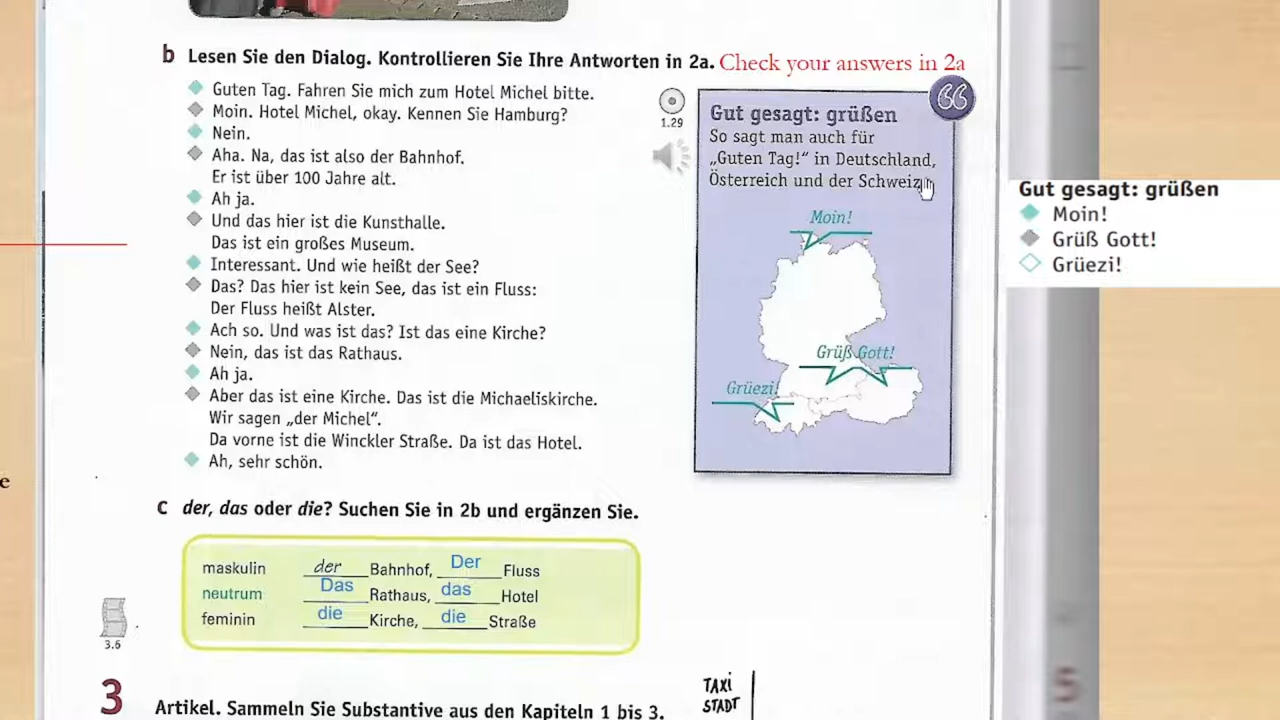 b Lesen Sie den Dialog. Kontrollieren Sie Ihre Antworten in 2a. Check your answers in 2a
Guten Tag. Fahren Sie mich zum Hotel Michel bitte.
Moin. Hotel Michel, okay. Kennen Sie Hamburg?
Nein.
Aha. Na, das ist also der Bahnhof.
Er ist über 100 Jahre alt.
Ah ja.
Und das hier ist die Kunsthalle.
Das ist ein großes Museum.
Interessant. Und wie heißt der See?
Das? Das hier ist kein See, das ist ein Fluss:
Der Fluss heißt Alster.
Ach so. Und was ist das? Ist das eine Kirche?
Nein, das ist das Rathaus.
Ah ja.
Aber das ist eine Kirche. Das ist die Michaeliskirche.
Wir sagen „der Michel“.
Da vorne ist die Winckler Straße. Da ist das Hotel.
Ah, sehr schön.
1.29
Gut gesagt: grüßen
So sagt man auch für
„Guten Tag!“ in Deutschland,
Österreich und der Schweiz
Moin!
Grüß Gott!
Grüezi!
Gut gesagt: grüßen
Moin!
Grüß Gott!
Grüezi!
e
C der, das oder die? Suchen Sie in 2b und ergänzen Sie.
maskulin der Bahnhof, Der Fluss
neutrum Das Rathaus, das Hotel
feminin die Kirche, die Straße
3.6
3 Artikel. Sammeln Sie Substantive aus den Kapiteln 1 bis 3.
TAXI
STADT
5